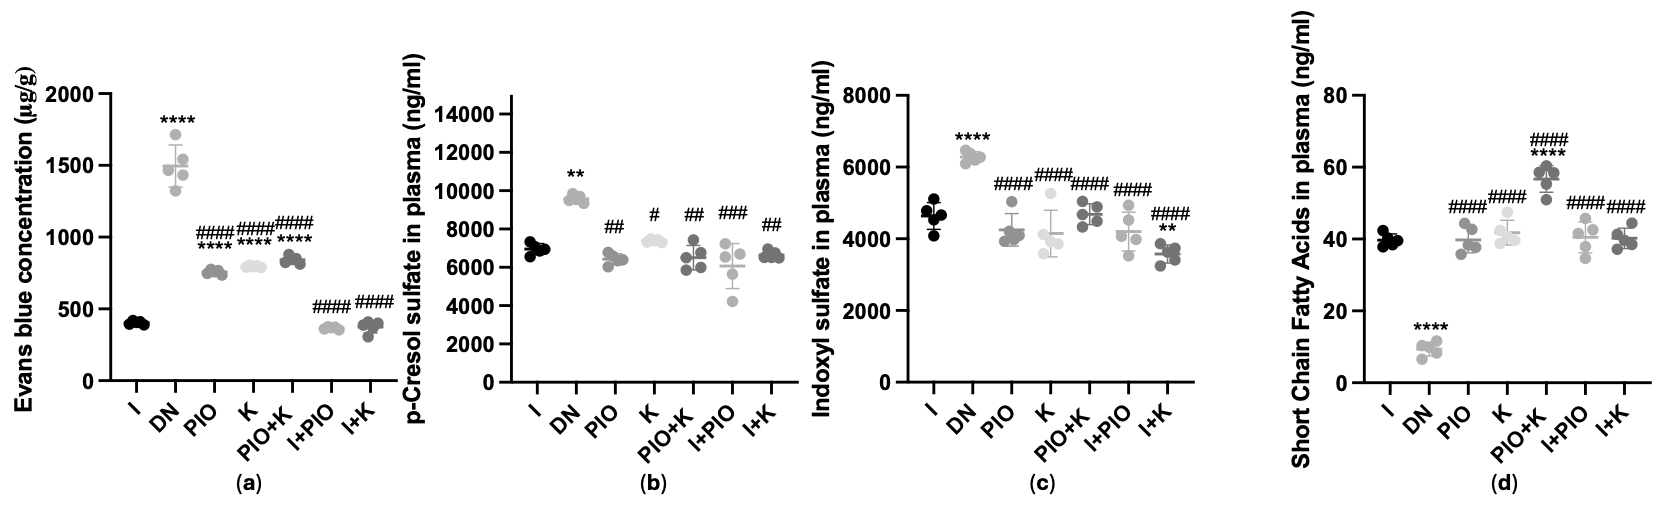 Evans blue concentration (µg/g)
2000
1500
1000
500
0
****
####
****
####
****
####
****
####
####
I
DN
PIO
K
PIO+K
I+PIO
I+K
(a)
p-Cresol sulfate in plasma (ng/ml)
14000
12000
10000
8000
6000
4000
2000
0
**
##
#
##
###
##
I
DN
PIO
K
PIO+K
I+PIO
I+K
(b)
Indoxyl sulfate in plasma (ng/ml)
8000
6000
4000
2000
0
****
####
####
####
####
####
**
I
DN
PIO
K
PIO+K
I+PIO
I+K
(c)
Short Chain Fatty Acids in plasma (ng/ml)
80
60
40
20
0
****
####
####
####
****
####
####
I
DN
PIO
K
PIO+K
I+PIO
I+K
(d)